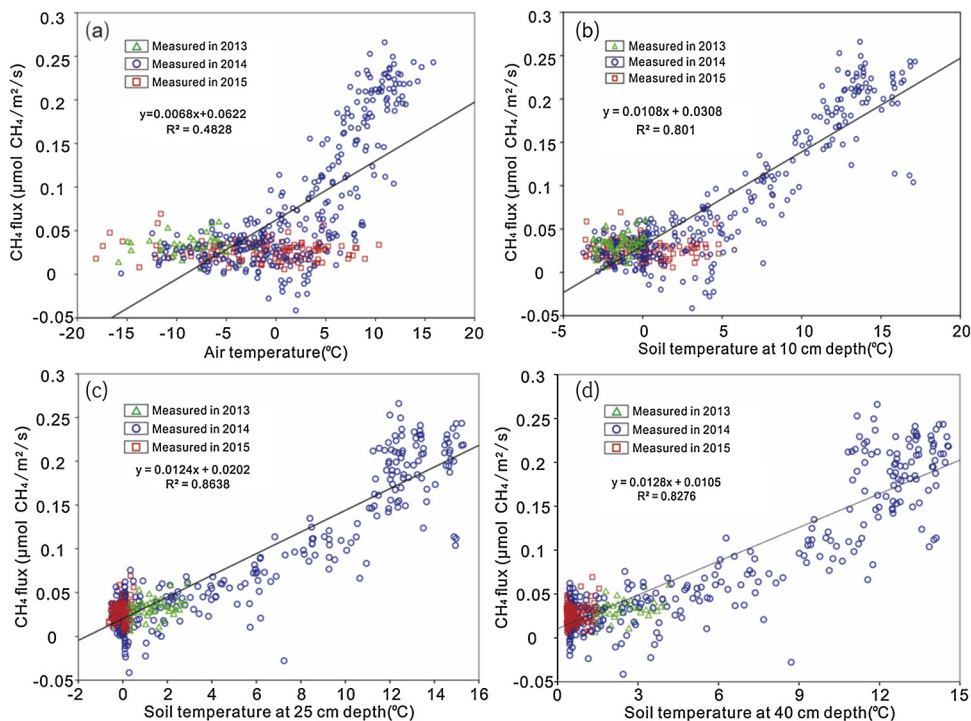 (a)
CH₄ flux (μmol CH₄/m²/s)
0.3
0.25
0.2
0.15
0.1
0.05
0
-0.05
Measured in 2013
Measured in 2014
Measured in 2015
y=0.0068x+0.0622
R² = 0.4828
-20 -15 -10 -5 0 5 10 15 20
Air temperature(℃)
(b)
CH₄ flux (μmol CH₄/m²/s)
0.3
0.25
0.2
0.15
0.1
0.05
0
-0.05
Measured in 2013
Measured in 2014
Measured in 2015
y = 0.0108x + 0.0308
R² = 0.801
-5 0 5 10 15 20
Soil temperature at 10 cm depth(℃)
(c)
CH₄ flux (μmol CH₄/m²/s)
0.3
0.25
0.2
0.15
0.1
0.05
0
-0.05
Measured in 2013
Measured in 2014
Measured in 2015
y = 0.0124x + 0.0202
R² = 0.8638
-2 0 2 4 6 8 10 12 14 16
Soil temperature at 25 cm depth(℃)
(d)
CH₄ flux (μmol CH₄/m²/s)
0.3
0.25
0.2
0.15
0.1
0.05
0
-0.05
Measured in 2013
Measured in 2014
Measured in 2015
y = 0.0128x + 0.0105
R² = 0.8276
0 3 6 9 12 15
Soil temperature at 40 cm depth(℃)